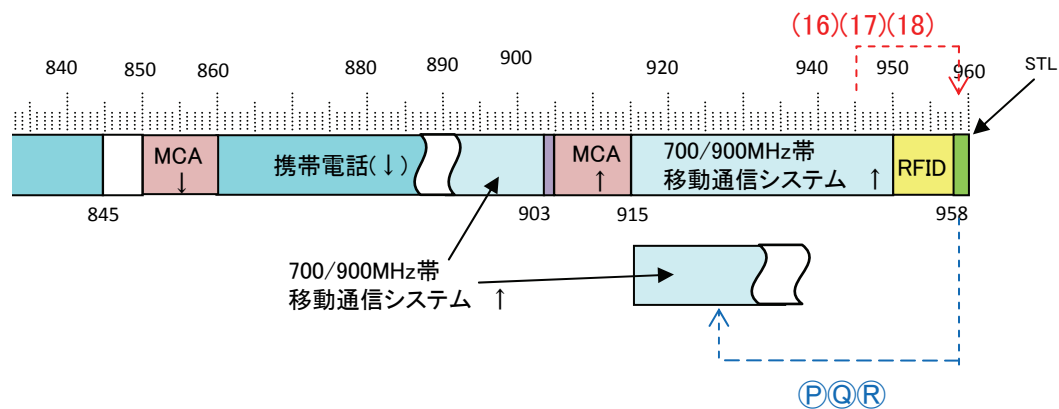 (16)(17)(18)
840 850 860 880 890 900 920 940 950 960 STL
MCA
↓
携帯電話(↓)
MCA
↑
700/900MHz帯
移動通信システム ↑
RFID
845 903 915 958
700/900MHz帯
移動通信システム ↑
ⓅⓆⓇ